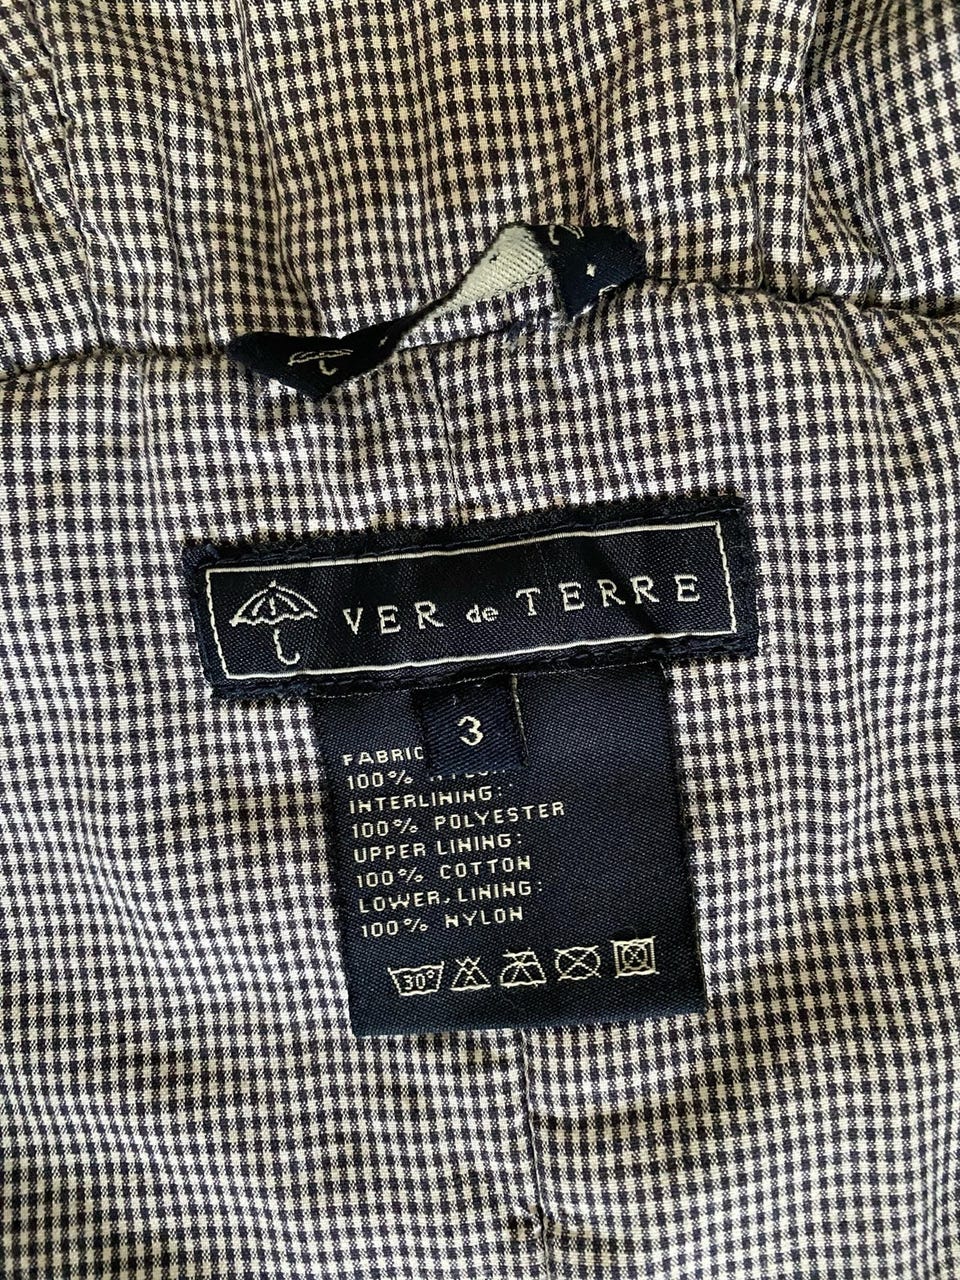 VER de TERRE
3
FABRIC
100%
INTERLINING:
100% POLYESTER
UPPER LINING:
100% COTTON
LOWER LINING:
100% NYLON
30°